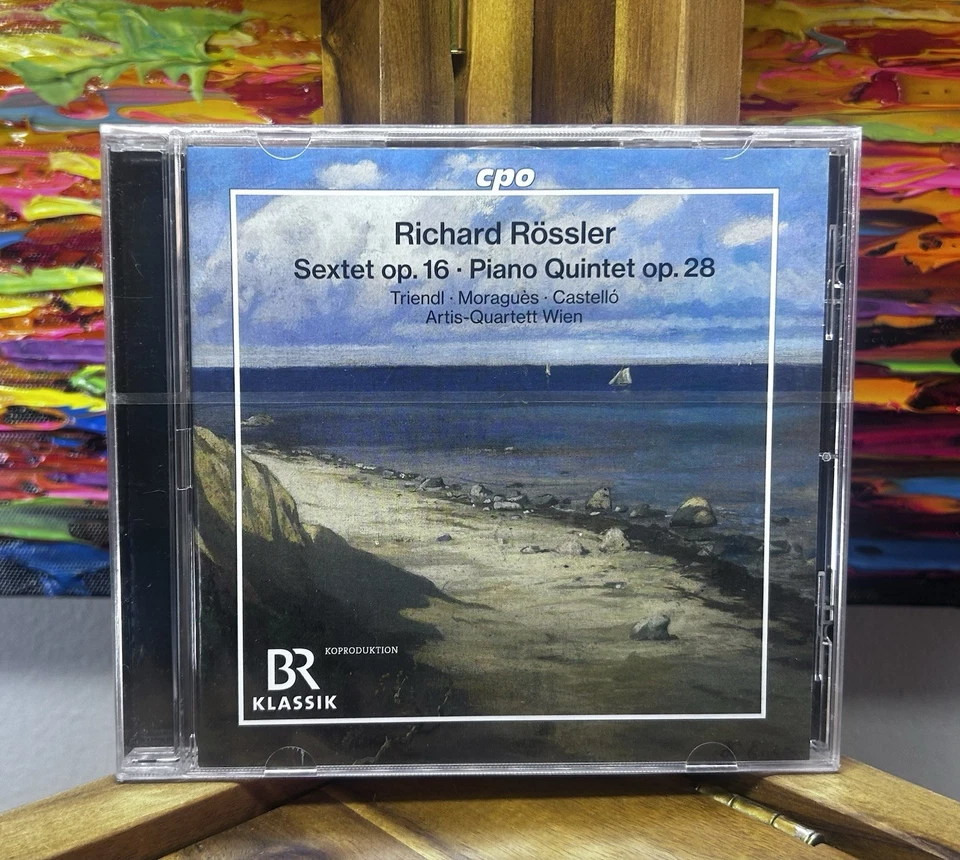 cpo
Richard Rössler
Sextet op. 16 · Piano Quintet op. 28
Triendl · Moraguès · Castelló
Artis-Quartett Wien
BR KOPRODUKTION
KLASSIK